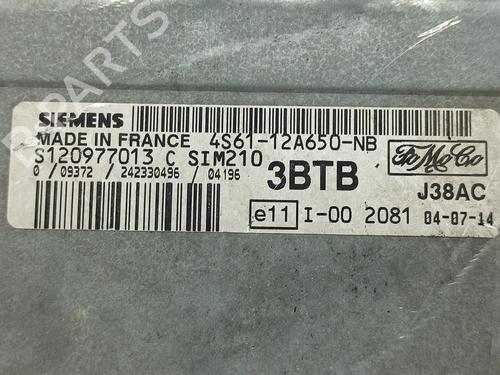 B-PARTS
SIEMENS
MADE IN FRANCE 4S61-12A650-NB
S120977013 C SIM210
0 / 09372 / 242330496 / 04196
3BTB
FoMoCo
J38AC
e11 I-00 2081 04-07-14